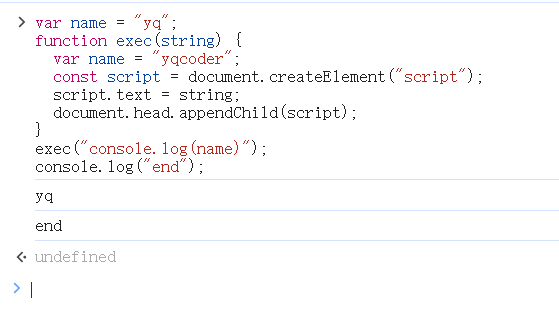 var name = "yq";
function exec(string) {
  var name = "yqcoder";
  const script = document.createElement("script");
  script.text = string;
  document.head.appendChild(script);
}
exec("console.log(name)");
console.log("end");
yq
end
undefined